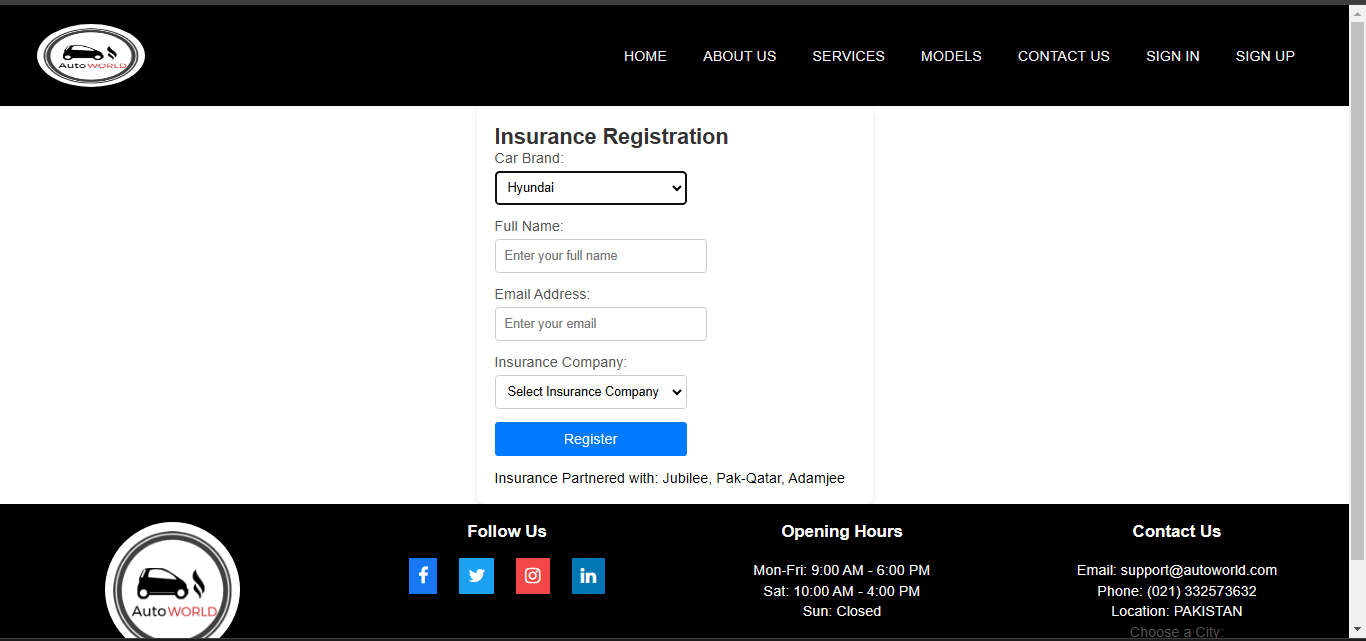 AutoWORLD
HOME ABOUT US SERVICES MODELS CONTACT US SIGN IN SIGN UP
Insurance Registration
Car Brand:
Hyundai
Full Name:
Enter your full name
Email Address:
Enter your email
Insurance Company:
Select Insurance Company
Register
Insurance Partnered with: Jubilee, Pak-Qatar, Adamjee
AutoWORLD
Follow Us
Opening Hours
Mon-Fri: 9:00 AM - 6:00 PM
Sat: 10:00 AM - 4:00 PM
Sun: Closed
Contact Us
Email: support@autoworld.com
Phone: (021) 332573632
Location: PAKISTAN
Choose a City: